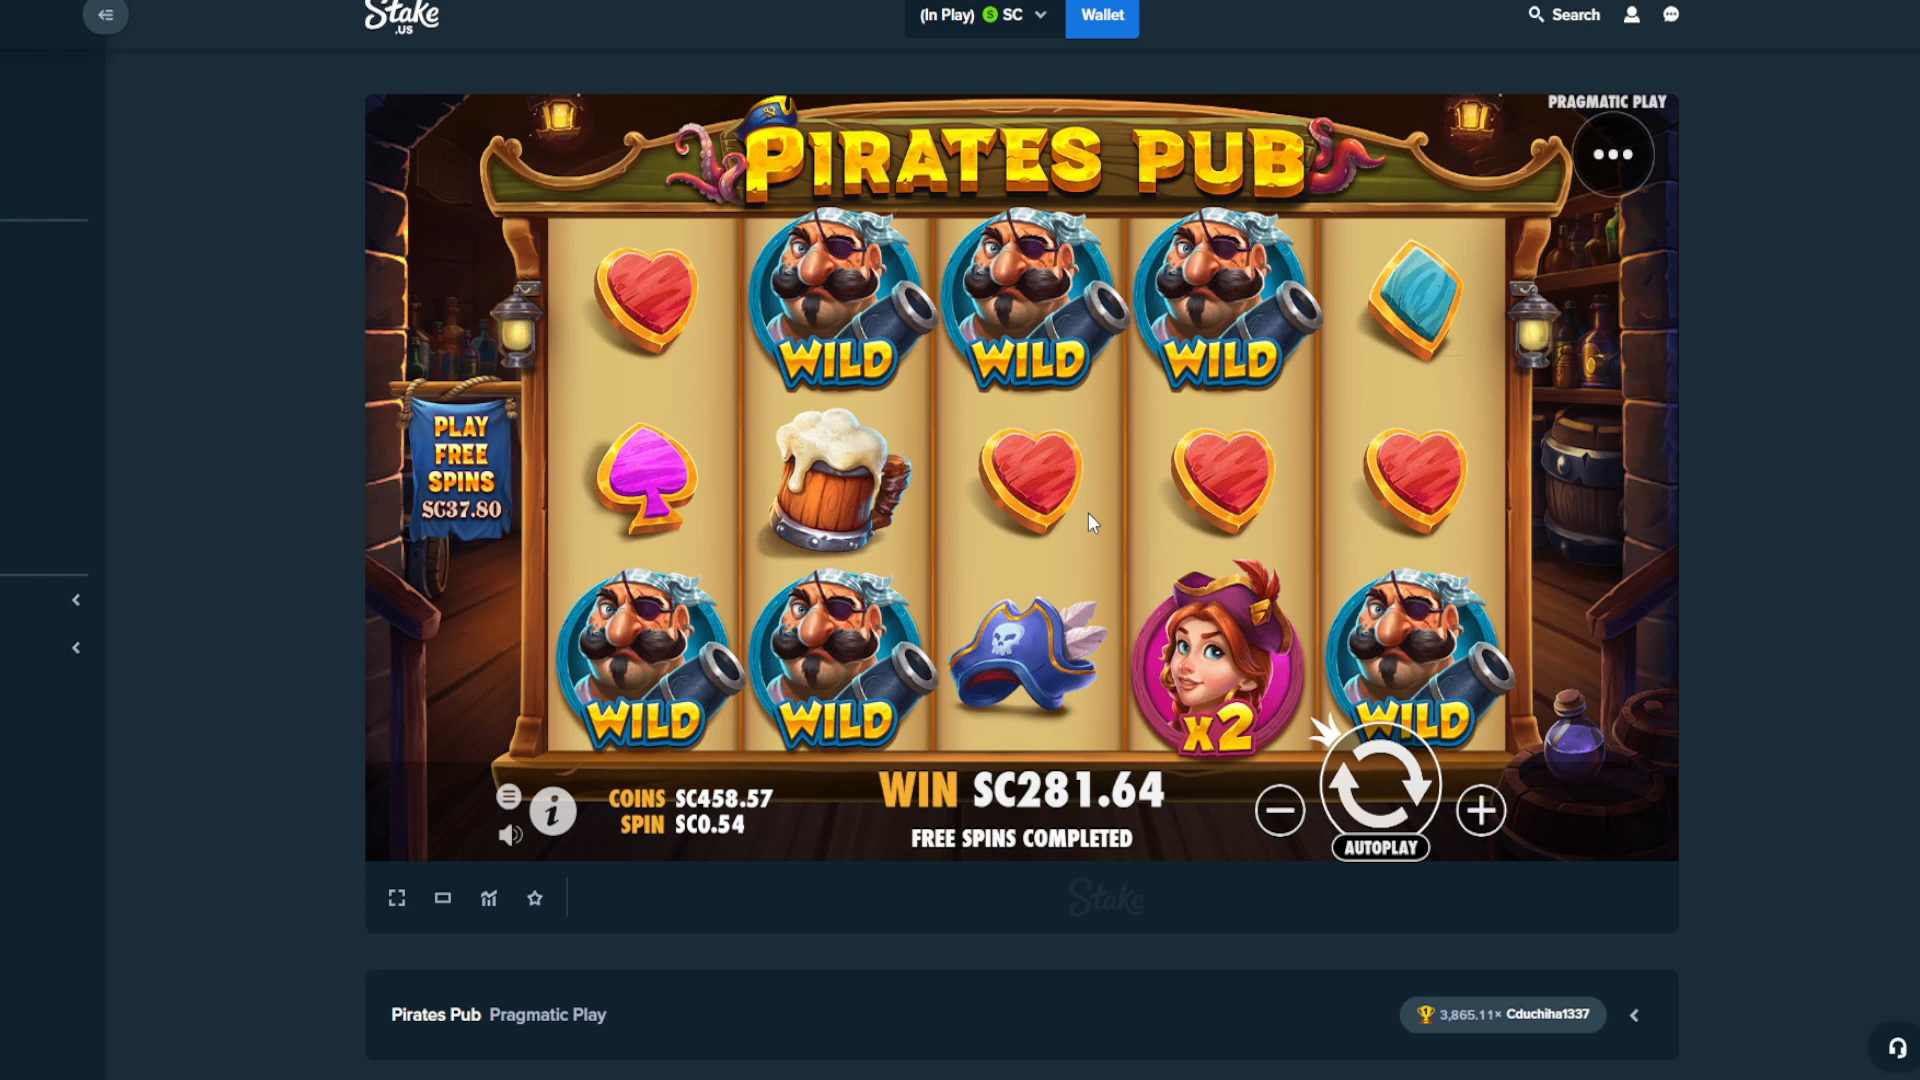 Stake
.US
(In Play) S SC
Wallet
Search
PRAGMATIC PLAY
PIRATES PUB
WILD
WILD
WILD
PLAY
FREE
SPINS
SC37.80
WILD
WILD
x2
WILD
COINS SC458.57
SPIN SC0.54
WIN SC281.64
FREE SPINS COMPLETED
AUTOPLAY
Stake
Pirates Pub Pragmatic Play
1 3,865.11× Cduchiha1337